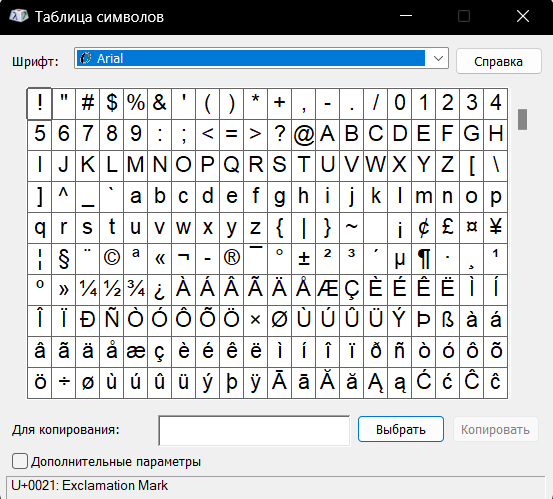 Таблица символов
Шрифт: Arial Справка
! " # $ % & ' ( ) * + , - . / 0 1 2 3 4
5 6 7 8 9 : ; < = > ? @ A B C D E F G H
I J K L M N O P Q R S T U V W X Y Z [ \
] ^ _ ` a b c d e f g h i j k l m n o p
q r s t u v w x y z { | } ~ ¡ ¢ £ ¤ ¥
¦ § ¨ © ª « ¬ - ® ¯ ° ± ² ³ ´ µ ¶ · ¸ ¹
º » ¼ ½ ¾ ¿ À Á Â Ã Ä Å Æ Ç È É Ê Ë Ì Í
Î Ï Ð Ñ Ò Ó Ô Õ Ö × Ø Ù Ú Û Ü Ý Þ ß à á
â ã ä å æ ç è é ê ë ì í î ï ð ñ ò ó ô õ
ö ÷ ø ù ú û ü ý þ ÿ Ā ā Ă ă Ą ą Ć ć Ĉ ĉ
Для копирования: Выбрать Копировать
Дополнительные параметры
U+0021: Exclamation Mark